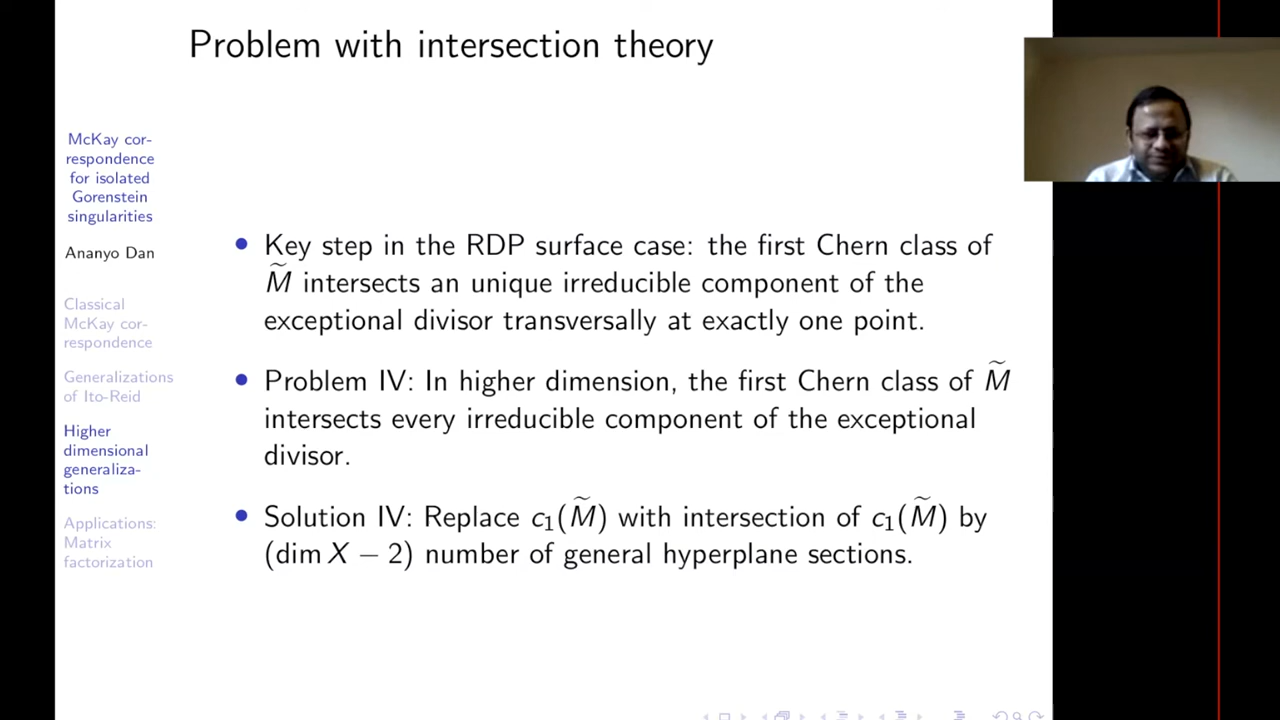 Problem with intersection theory
McKay cor-
respondence
for isolated
Gorenstein
singularities
Ananyo Dan
Classical
McKay cor-
respondence
Generalizations
of Ito-Reid
Higher
dimensional
generaliza-
tions
Applications:
Matrix
factorization
• Key step in the RDP surface case: the first Chern class of
M̃ intersects an unique irreducible component of the
exceptional divisor transversally at exactly one point.
• Problem IV: In higher dimension, the first Chern class of M̃
intersects every irreducible component of the exceptional
divisor.
• Solution IV: Replace c₁(M̃) with intersection of c₁(M̃) by
(dim X − 2) number of general hyperplane sections.